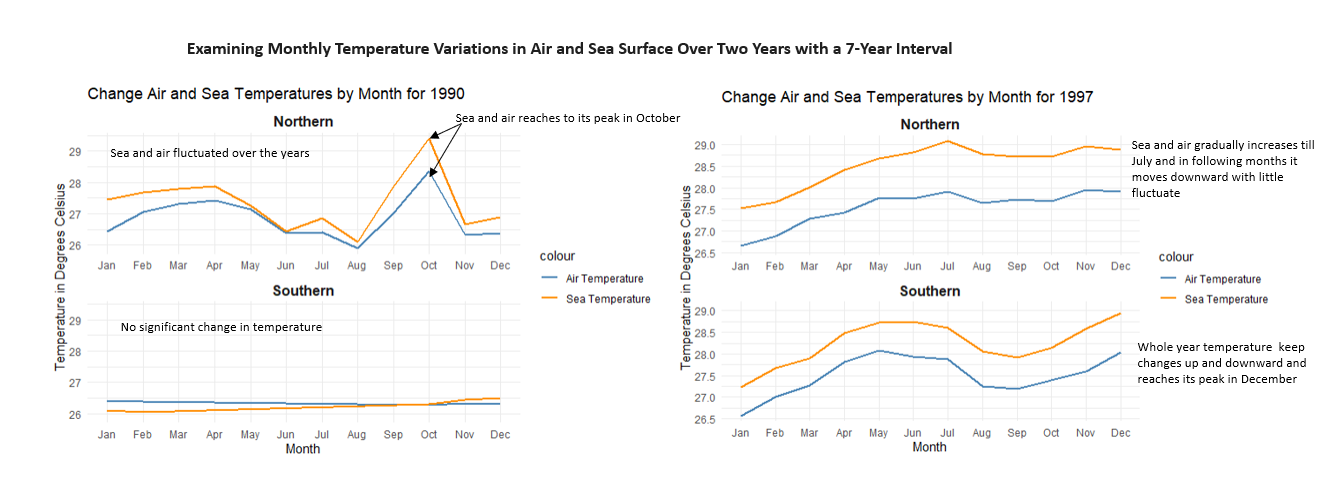 Examining Monthly Temperature Variations in Air and Sea Surface Over Two Years with a 7-Year Interval
Change Air and Sea Temperatures by Month for 1990
Northern
Sea and air reaches to its peak in October
Sea and air fluctuated over the years
29
28
27
26
Jan Feb Mar Apr May Jun Jul Aug Sep Oct Nov Dec
Southern
No significant change in temperature
29
28
27
26
Jan Feb Mar Apr May Jun Jul Aug Sep Oct Nov Dec
Month
Temperature in Degrees Celsius
colour
Air Temperature
Sea Temperature
Change Air and Sea Temperatures by Month for 1997
Northern
29.0
28.5
28.0
27.5
27.0
26.5
Jan Feb Mar Apr May Jun Jul Aug Sep Oct Nov Dec
Sea and air gradually increases till
July and in following months it
moves downward with little
fluctuate
Southern
29.0
28.5
28.0
27.5
27.0
26.5
Jan Feb Mar Apr May Jun Jul Aug Sep Oct Nov Dec
Month
Temperature in Degrees Celsius
colour
Air Temperature
Sea Temperature
Whole year temperature keep
changes up and downward and
reaches its peak in December